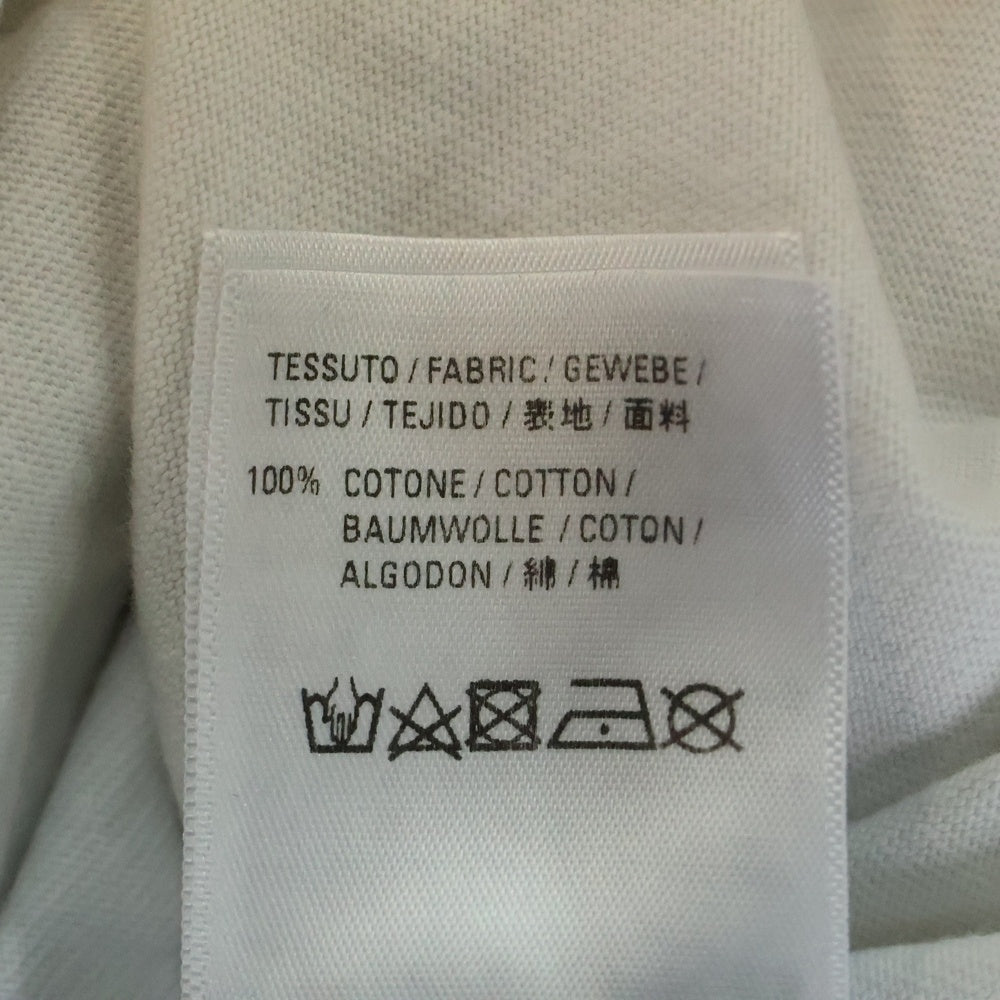 TESSUTO / FABRIC / GEWEBE /
TISSU / TEJIDO / 表地 / 面料
100% COTONE / COTTON /
BAUMWOLLE / COTON /
ALGODON / 綿 / 棉